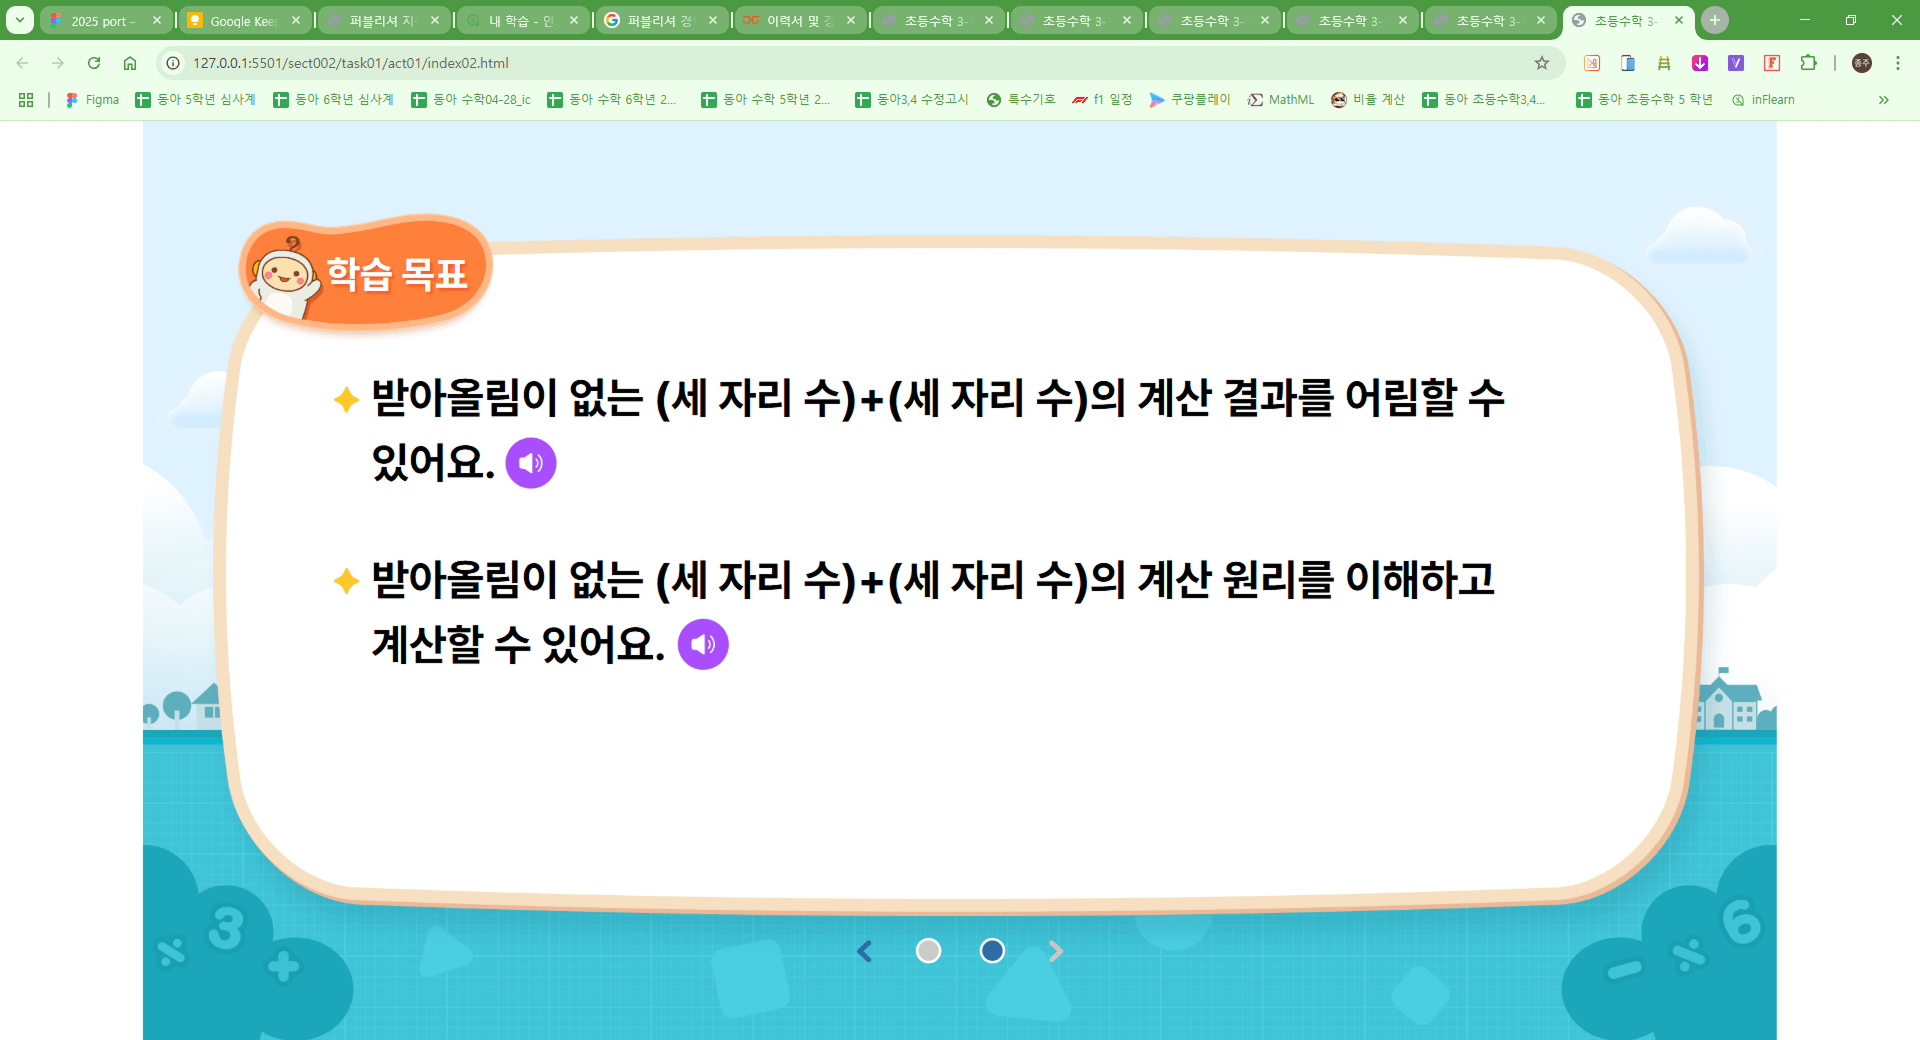 2025 port –
Google Kee
퍼블리셔 지
내 학습 - 인
퍼블리셔 경
이력서 및 경
초등수학 3-
초등수학 3-
초등수학 3-
초등수학 3-
초등수학 3-
초등수학 3-
127.0.0.1:5501/sect002/task01/act01/index02.html
종주
Figma
동아 5학년 심사계
동아 6학년 심사계
동아 수학04-28_ic
동아 수학 6학년 2...
동아 수학 5학년 2...
동아3,4 수정고시
특수기호
f1 일정
쿠팡플레이
MathML
비율 계산
동아 초등수학3,4...
동아 초등수학 5 학년
inFlearn
학습 목표
받아올림이 없는 (세 자리 수)+(세 자리 수)의 계산 결과를 어림할 수
있어요.
받아올림이 없는 (세 자리 수)+(세 자리 수)의 계산 원리를 이해하고
계산할 수 있어요.
÷ 3 +
− ÷ 6